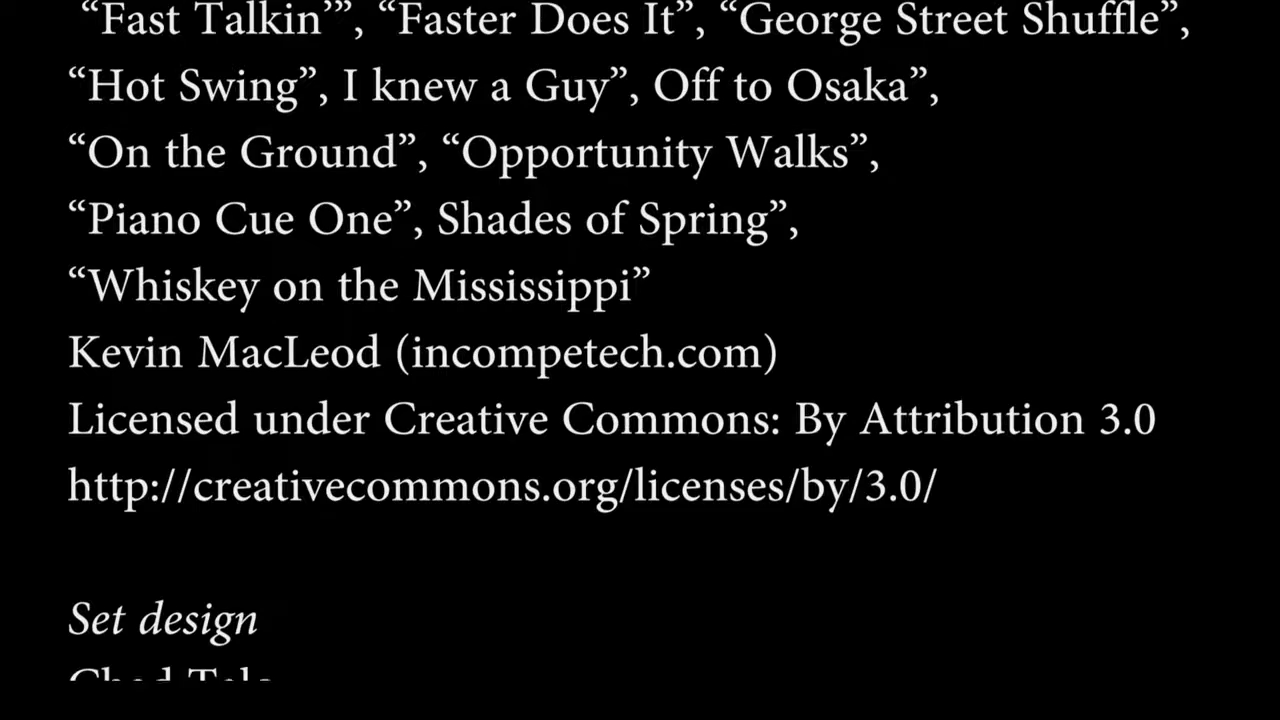 “Fast Talkin’”, “Faster Does It”, “George Street Shuffle”,
“Hot Swing”, I knew a Guy”, Off to Osaka”,
“On the Ground”, “Opportunity Walks”,
“Piano Cue One”, Shades of Spring”,
“Whiskey on the Mississippi”
Kevin MacLeod (incompetech.com)
Licensed under Creative Commons: By Attribution 3.0
http://creativecommons.org/licenses/by/3.0/
Set design
Chad